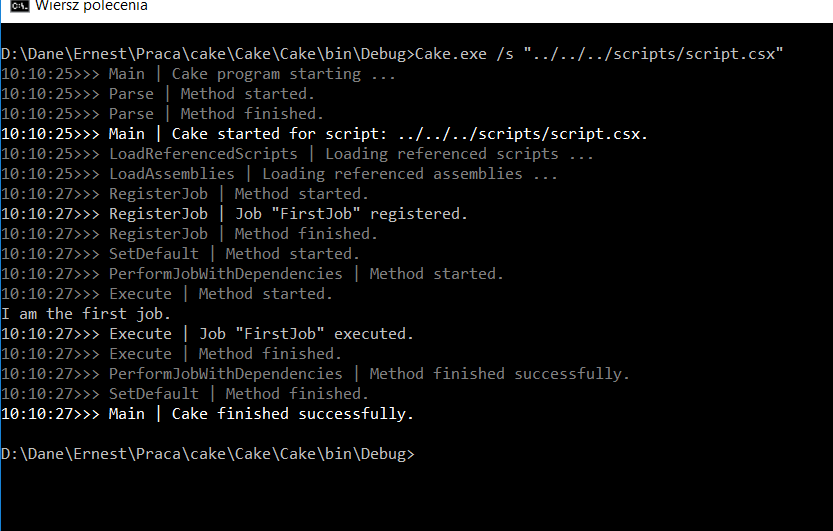 Wiersz polecenia
D:\Dane\Ernest\Praca\cake\Cake\Cake\bin\Debug>Cake.exe /s "../../../scripts/script.csx"
10:10:25>>> Main | Cake program starting ...
10:10:25>>> Parse | Method started.
10:10:25>>> Parse | Method finished.
10:10:25>>> Main | Cake started for script: ../../../scripts/script.csx.
10:10:25>>> LoadReferencedScripts | Loading referenced scripts ...
10:10:25>>> LoadAssemblies | Loading referenced assemblies ...
10:10:27>>> RegisterJob | Method started.
10:10:27>>> RegisterJob | Job "FirstJob" registered.
10:10:27>>> RegisterJob | Method finished.
10:10:27>>> SetDefault | Method started.
10:10:27>>> PerformJobWithDependencies | Method started.
10:10:27>>> Execute | Method started.
I am the first job.
10:10:27>>> Execute | Job "FirstJob" executed.
10:10:27>>> Execute | Method finished.
10:10:27>>> PerformJobWithDependencies | Method finished successfully.
10:10:27>>> SetDefault | Method finished.
10:10:27>>> Main | Cake finished successfully.
D:\Dane\Ernest\Praca\cake\Cake\Cake\bin\Debug>